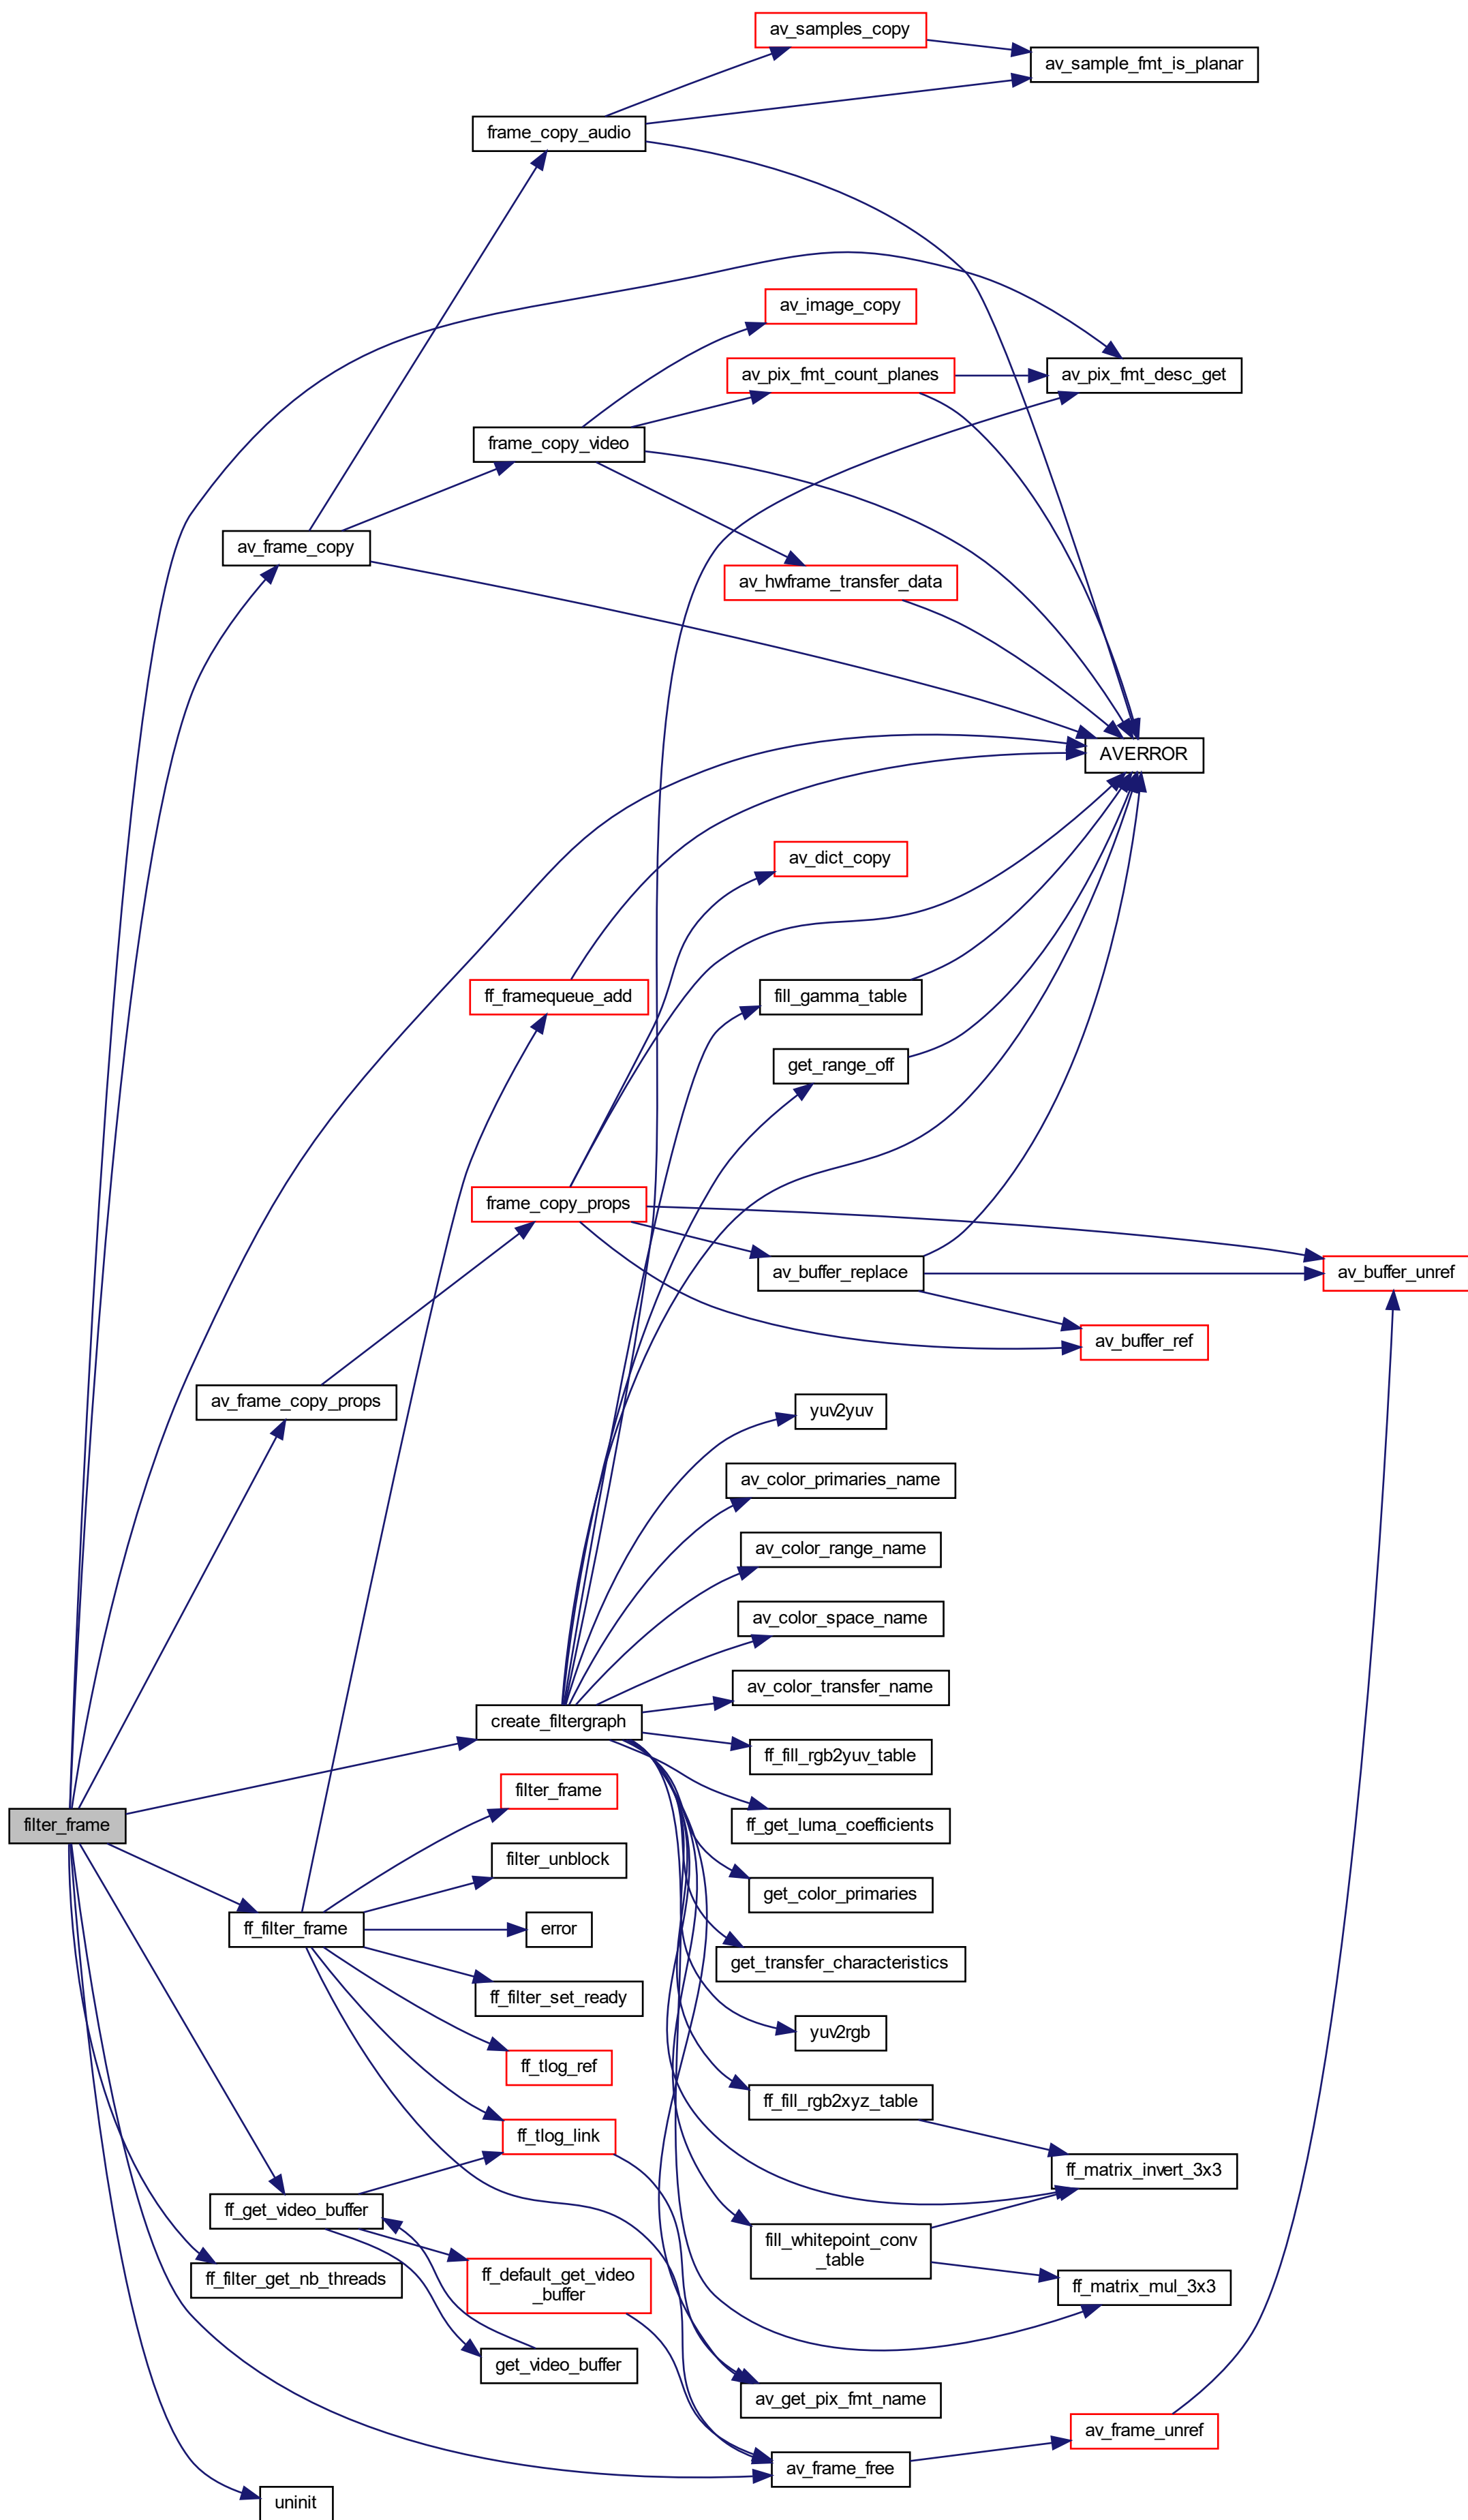 av_samples_copy
av_sample_fmt_is_planar
frame_copy_audio
av_image_copy
av_pix_fmt_count_planes
av_pix_fmt_desc_get
frame_copy_video
av_frame_copy
av_hwframe_transfer_data
AVERROR
av_dict_copy
ff_framequeue_add
fill_gamma_table
get_range_off
frame_copy_props
av_buffer_replace
av_buffer_unref
av_buffer_ref
av_frame_copy_props
yuv2yuv
av_color_primaries_name
av_color_range_name
av_color_space_name
av_color_transfer_name
create_filtergraph
ff_fill_rgb2yuv_table
filter_frame
filter_frame
ff_get_luma_coefficients
filter_unblock
get_color_primaries
ff_filter_frame
error
get_transfer_characteristics
ff_filter_set_ready
yuv2rgb
ff_tlog_ref
ff_fill_rgb2xyz_table
ff_tlog_link
ff_matrix_invert_3x3
ff_get_video_buffer
fill_whitepoint_conv
_table
ff_filter_get_nb_threads
ff_default_get_video
_buffer
ff_matrix_mul_3x3
get_video_buffer
av_get_pix_fmt_name
av_frame_unref
av_frame_free
uninit